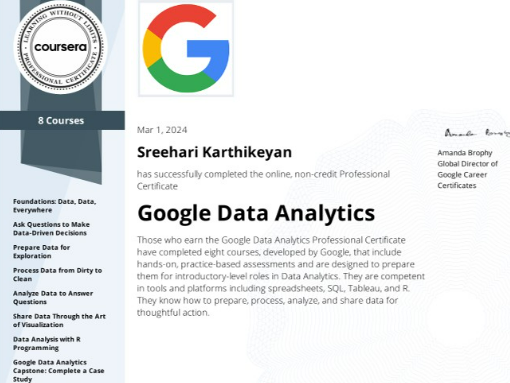 LEARNING WITHOUT LIMITS
coursera
PROFESSIONAL CERTIFICATE
8 Courses
Foundations: Data, Data,
Everywhere
Ask Questions to Make
Data-Driven Decisions
Prepare Data for
Exploration
Process Data from Dirty to
Clean
Analyze Data to Answer
Questions
Share Data Through the Art
of Visualization
Data Analysis with R
Programming
Google Data Analytics
Capstone: Complete a Case
Study
G
Mar 1, 2024
Sreehari Karthikeyan
has successfully completed the online, non-credit Professional
Certificate
Google Data Analytics
Those who earn the Google Data Analytics Professional Certificate
have completed eight courses, developed by Google, that include
hands-on, practice-based assessments and are designed to prepare
them for introductory-level roles in Data Analytics. They are competent
in tools and platforms including spreadsheets, SQL, Tableau, and R.
They know how to prepare, process, analyze, and share data for
thoughtful action.
Amanda Brophy
Global Director of
Google Career
Certificates